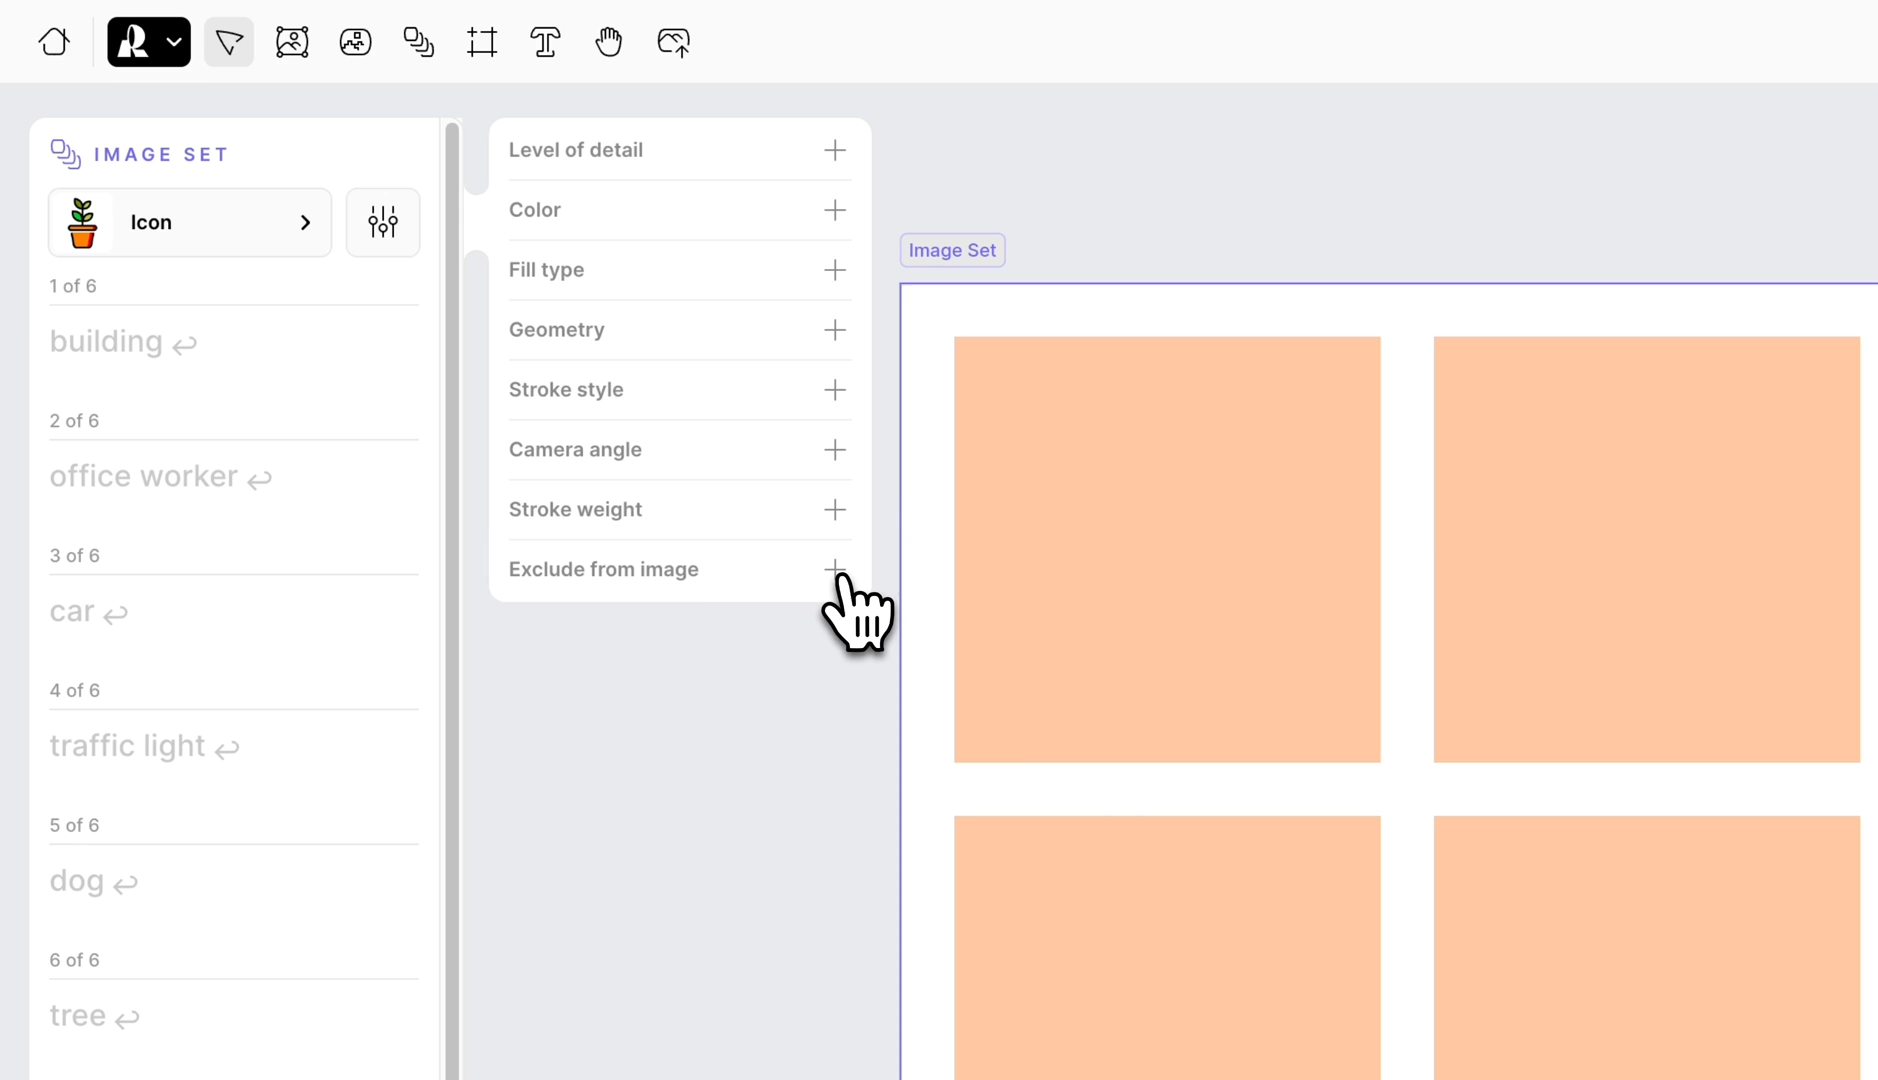 IMAGE SET
Icon
1 of 6
building
2 of 6
office worker
3 of 6
car
4 of 6
traffic light
5 of 6
dog
6 of 6
tree
Level of detail
Color
Fill type
Geometry
Stroke style
Camera angle
Stroke weight
Exclude from image
Image Set